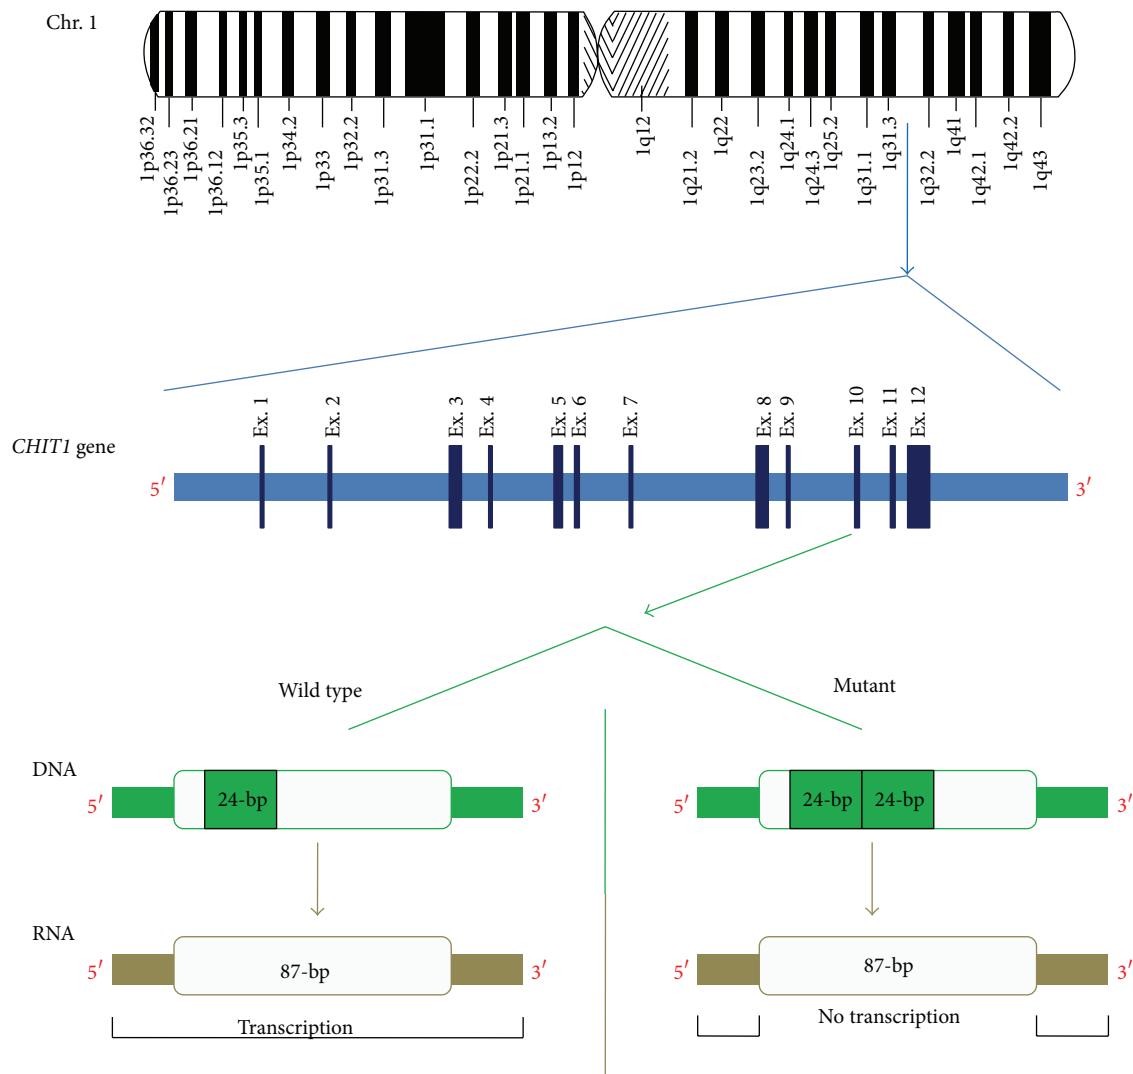 Chr. 1
1p36.32
1p36.23
1p36.21
1p36.12
1p35.3
1p35.1
1p34.2
1p33
1p32.2
1p31.3
1p31.1
1p22.2
1p21.3
1p21.1
1p13.2
1p12
1q12
1q21.2
1q22
1q23.2
1q24.1
1q24.3
1q25.2
1q31.1
1q31.3
1q32.2
1q41
1q42.1
1q42.2
1q43
Ex. 1
Ex. 2
Ex. 3
Ex. 4
Ex. 5
Ex. 6
Ex. 7
Ex. 8
Ex. 9
Ex. 10
Ex. 11
Ex. 12
CHIT1 gene
5′
3′
Wild type
Mutant
DNA
5′
24-bp
3′
5′
24-bp
24-bp
3′
RNA
5′
87-bp
3′
5′
87-bp
3′
Transcription
No transcription